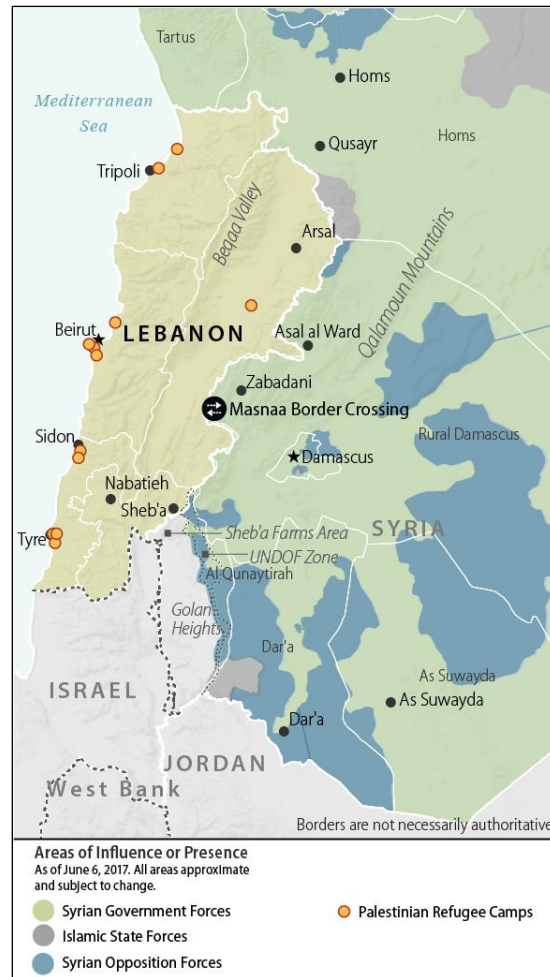 Tartus
Homs
Mediterranean
Sea
Qusayr
Homs
Tripoli
Beqaa Valley
Arsal
Qalamoun Mountains
Beirut
LEBANON
Asal al Ward
Zabadani
Masnaa Border Crossing
Sidon
Rural Damascus
Damascus
Nabatieh
Sheb'a
SYRIA
Sheb'a Farms Area
Tyre
UNDOF Zone
Al Qunaytirah
Golan
Heights
Dar'a
ISRAEL
As Suwayda
As Suwayda
Dar'a
JORDAN
West Bank
Borders are not necessarily authoritative
Areas of Influence or Presence
As of June 6, 2017. All areas approximate
and subject to change.
Syrian Government Forces
Palestinian Refugee Camps
Islamic State Forces
Syrian Opposition Forces